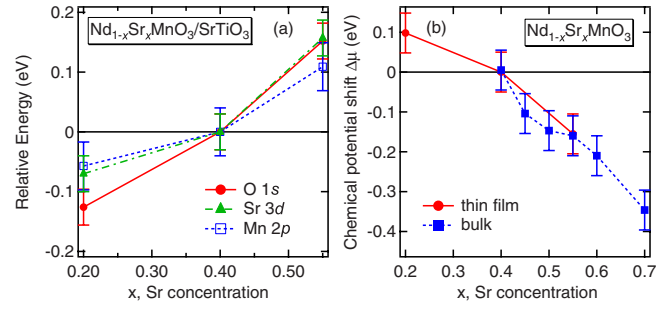 Nd1-xSrxMnO3/SrTiO3
(a)
Relative Energy (eV)
0.2
0.1
0
-0.1
-0.2
0.20
0.30
0.40
0.50
x, Sr concentration
O 1s
Sr 3d
Mn 2p
(b)
Nd1-xSrxMnO3
Chemical potential shift Δμ (eV)
0.1
0
-0.1
-0.2
-0.3
-0.4
0.2
0.3
0.4
0.5
0.6
0.7
x, Sr concentration
thin film
bulk